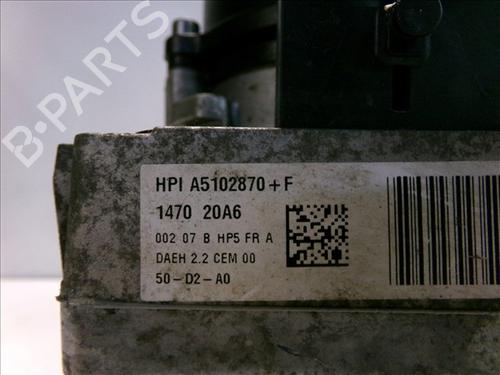 B-PARTS
HPI A5102870+F
1470 20A6
002 07 B HP5 FR A
DAEH 2.2 CEM 00
50-D2-A0